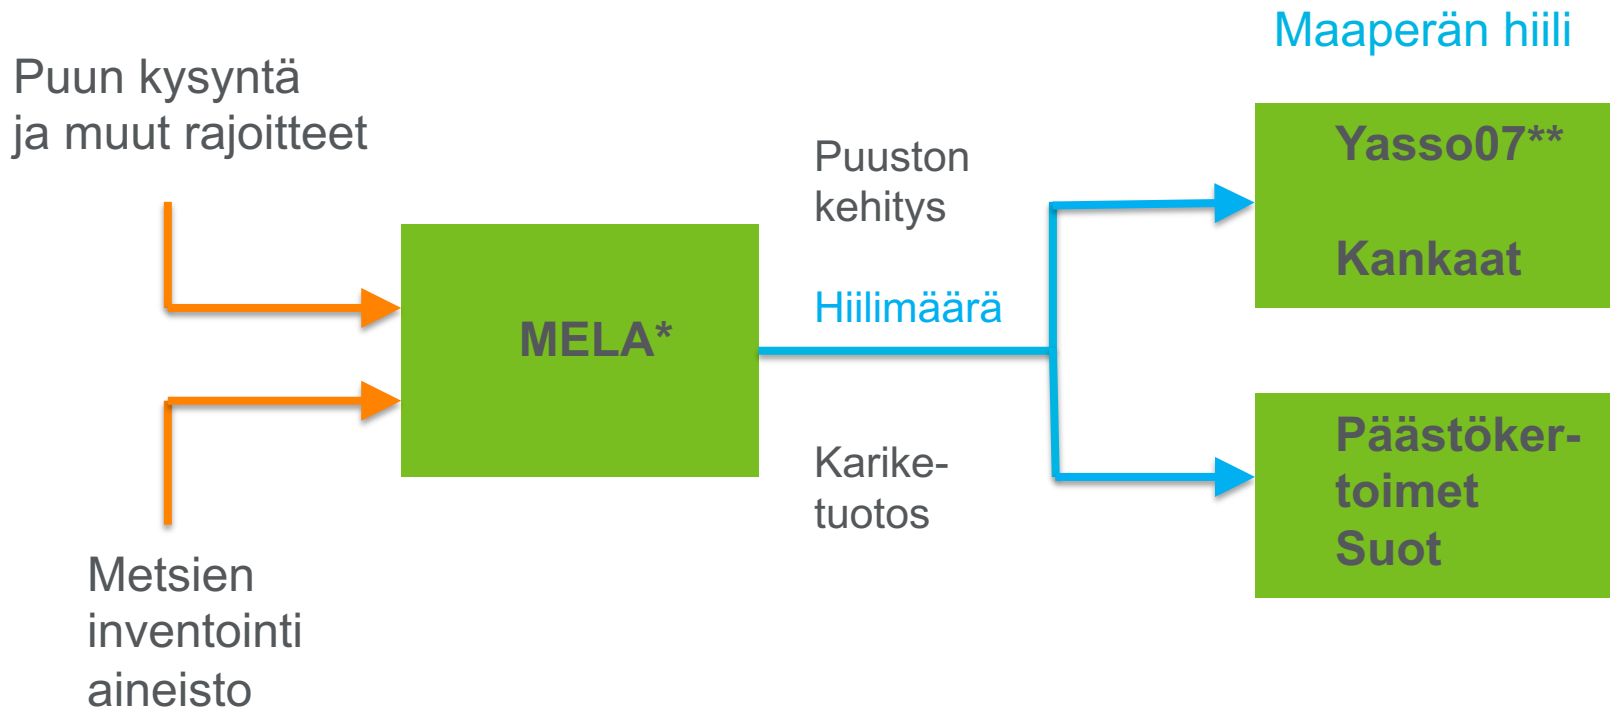 Puun kysyntä
ja muut rajoitteet
Metsien
inventointi
aineisto
MELA*
Puuston
kehitys
Hiilimäärä
Karike-
tuotos
Maaperän hiili
Yasso07**
Kankaat
Päästöker-
toimet
Suot